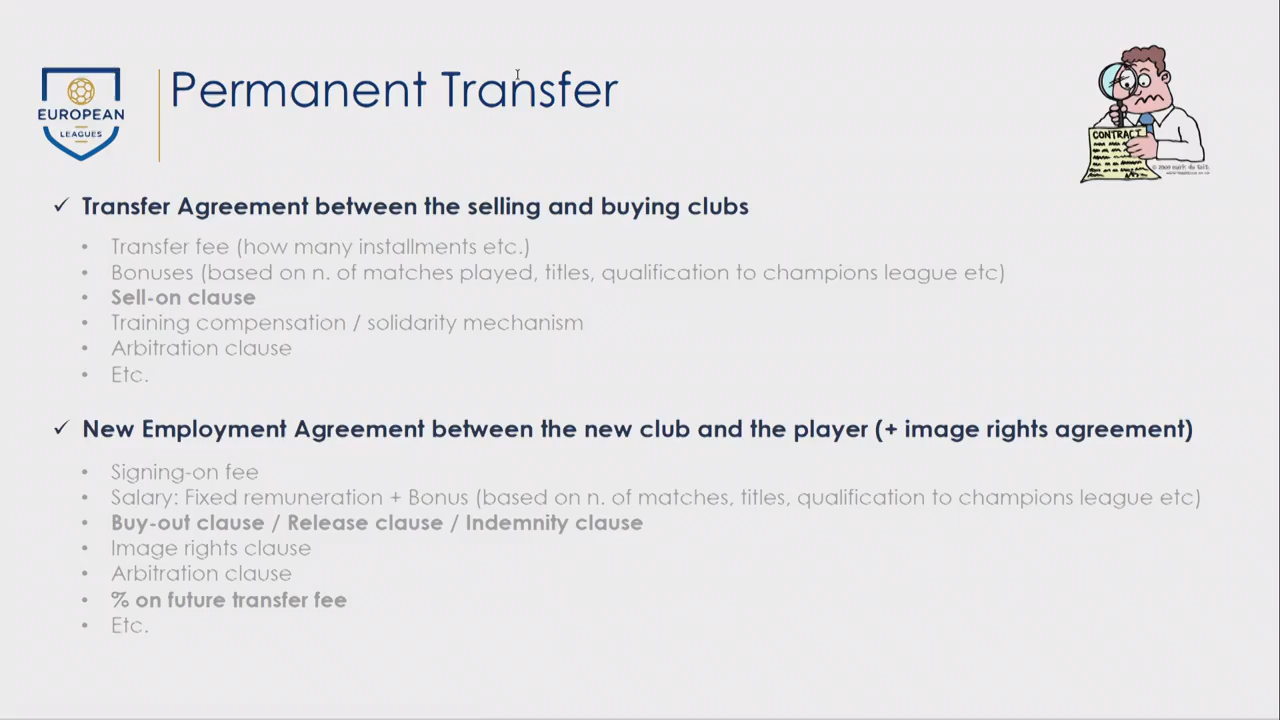 Permanent Transfer
EUROPEAN
LEAGUES
CONTRACT
✓ Transfer Agreement between the selling and buying clubs
• Transfer fee (how many installments etc.)
• Bonuses (based on n. of matches played, titles, qualification to champions league etc)
• Sell-on clause
• Training compensation / solidarity mechanism
• Arbitration clause
• Etc.
✓ New Employment Agreement between the new club and the player (+ image rights agreement)
• Signing-on fee
• Salary: Fixed remuneration + Bonus (based on n. of matches, titles, qualification to champions league etc)
• Buy-out clause / Release clause / Indemnity clause
• Image rights clause
• Arbitration clause
• % on future transfer fee
• Etc.